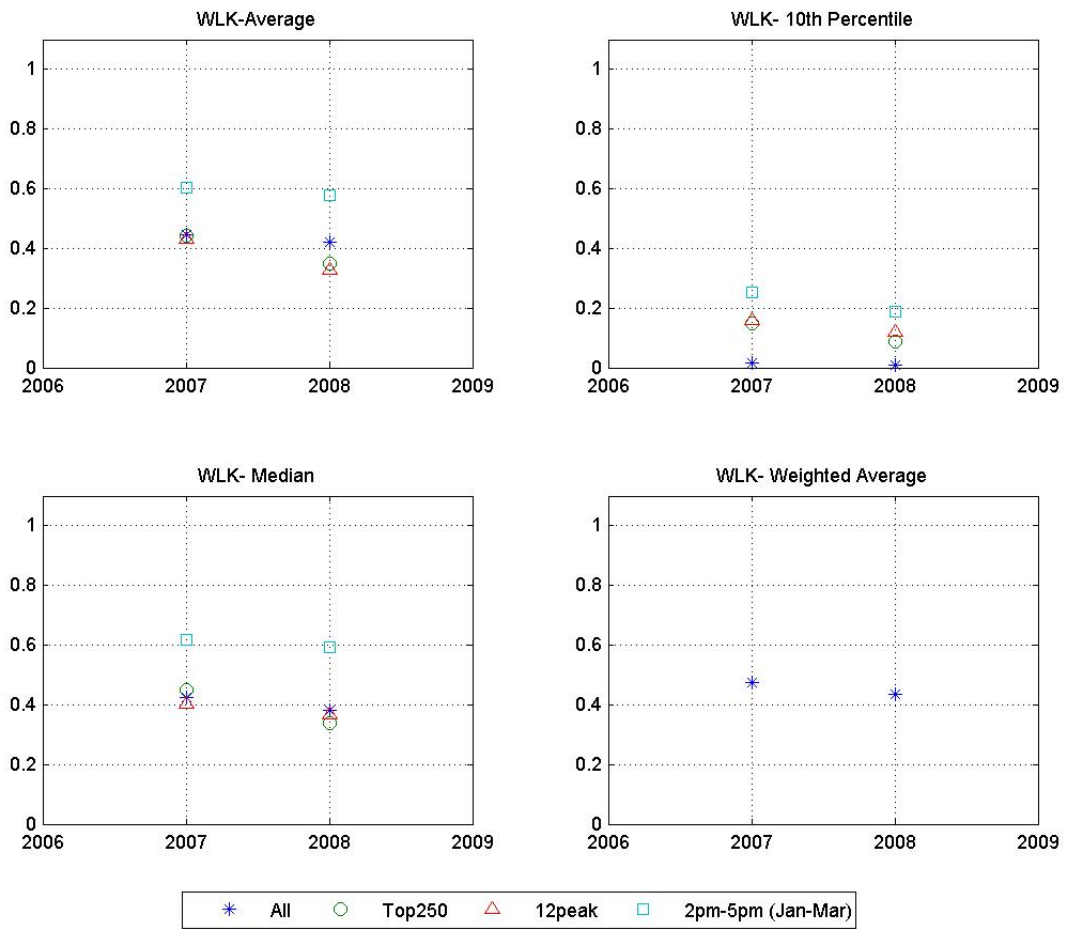 WLK-Average
1
0.8
0.6
0.4
0.2
0
2006 2007 2008 2009
WLK- 10th Percentile
1
0.8
0.6
0.4
0.2
0
2006 2007 2008 2009
WLK- Median
1
0.8
0.6
0.4
0.2
0
2006 2007 2008 2009
WLK- Weighted Average
1
0.8
0.6
0.4
0.2
0
2006 2007 2008 2009
All Top250 12peak 2pm-5pm (Jan-Mar)